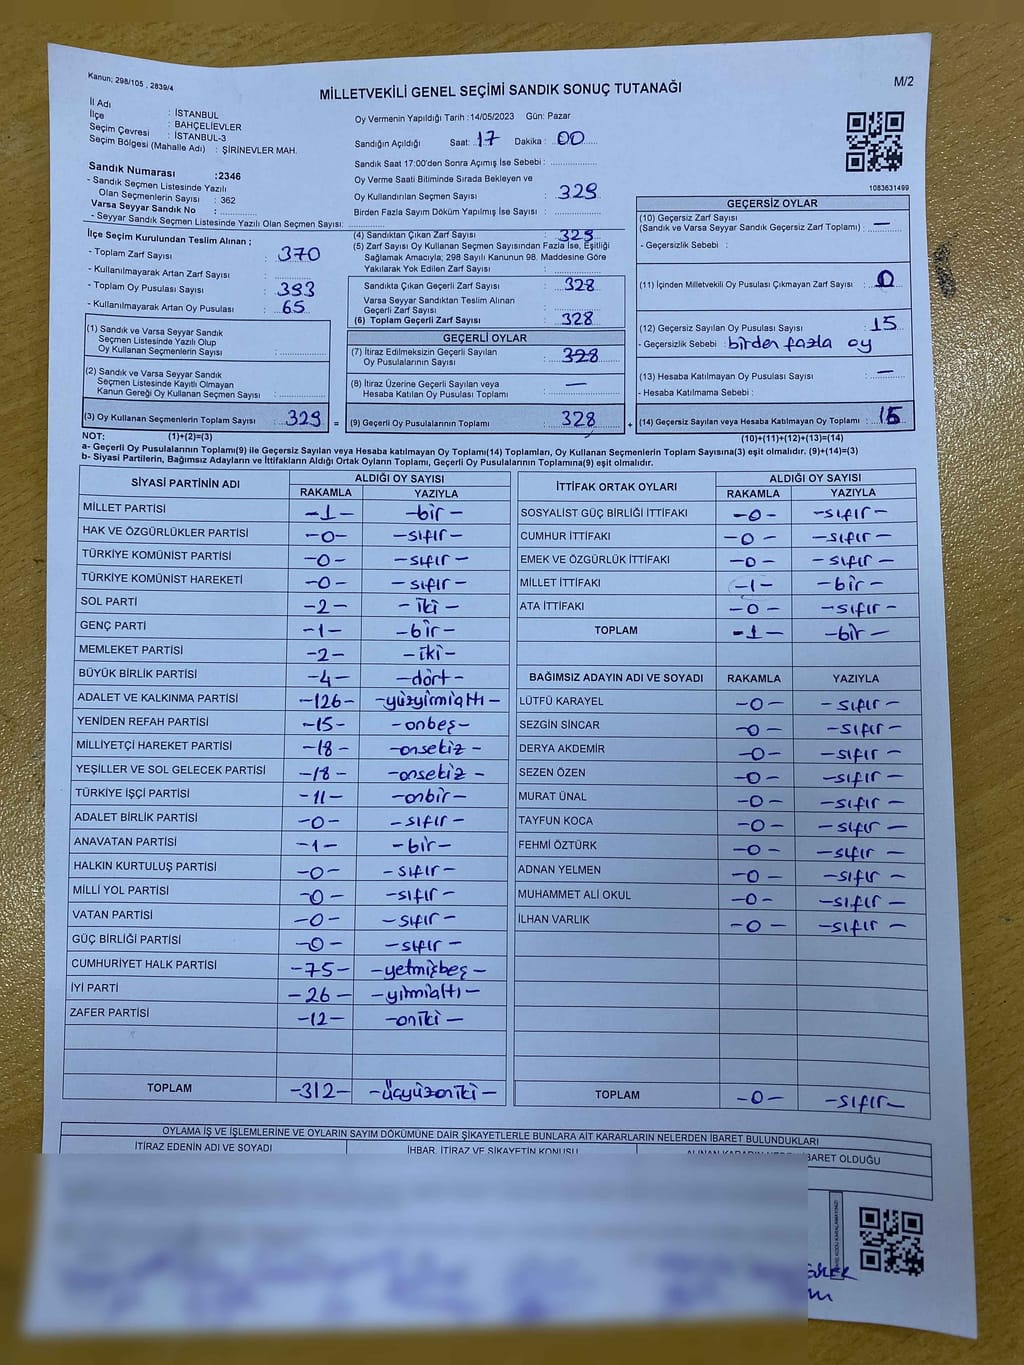 Kanun; 298/105 , 2839/4
M/2
MİLLETVEKİLİ GENEL SEÇİMİ SANDIK SONUÇ TUTANAĞI
İl Adı : İSTANBUL
İlçe : BAHÇELİEVLER
Seçim Çevresi : İSTANBUL-3
Seçim Bölgesi (Mahalle Adı) : ŞİRİNEVLER MAH.
Sandık Numarası :2346
- Sandık Seçmen Listesinde Yazılı
Olan Seçmenlerin Sayısı : 362
Varsa Seyyar Sandık No :
- Seyyar Sandık Seçmen Listesinde Yazılı Olan Seçmen Sayısı:
Oy Vermenin Yapıldığı Tarih :14/05/2023 Gün: Pazar
Sandığın Açıldığı Saat: 17 Dakika : 00
Sandık Saat 17:00'den Sonra Açımış İse Sebebi :
Oy Verme Saati Bitiminde Sırada Bekleyen ve
Oy Kullandırılan Seçmen Sayısı : 329
Birden Fazla Sayım Döküm Yapılmış İse Sayısı :
1083631499
İlçe Seçim Kurulundan Teslim Alınan ;
- Toplam Zarf Sayısı : 370
- Kullanılmayarak Artan Zarf Sayısı :
- Toplam Oy Pusulası Sayısı : 393
- Kullanılmayarak Artan Oy Pusulası : 65
(1) Sandık ve Varsa Seyyar Sandık
Seçmen Listesinde Yazılı Olup
Oy Kullanan Seçmenlerin Sayısı :
(2) Sandık ve Varsa Seyyar Sandık
Seçmen Listesinde Kayıtlı Olmayan
Kanun Gereği Oy Kullanan Seçmen Sayısı :
(3) Oy Kullanan Seçmenlerin Toplam Sayısı : 329 =
(4) Sandıktan Çıkan Zarf Sayısı : 329
(5) Zarf Sayısı Oy Kullanan Seçmen Sayısından Fazla İse, Eşitliği
Sağlamak Amacıyla; 298 Sayılı Kanunun 98. Maddesine Göre
Yakılarak Yok Edilen Zarf Sayısı :
Sandıkta Çıkan Geçerli Zarf Sayısı : 328
Varsa Seyyar Sandıktan Teslim Alınan
Geçerli Zarf Sayısı :
(6) Toplam Geçerli Zarf Sayısı : 328
GEÇERLİ OYLAR
(7) İtiraz Edilmeksizin Geçerli Sayılan
Oy Pusulalarının Sayısı : 328
(8) İtiraz Üzerine Geçerli Sayılan veya
Hesaba Katılan Oy Pusulası Toplamı : —
(9) Geçerli Oy Pusulalarının Toplamı : 328 +
GEÇERSİZ OYLAR
(10) Geçersiz Zarf Sayısı
(Sandık ve Varsa Seyyar Sandık Geçersiz Zarf Toplamı) : —
- Geçersizlik Sebebi :
(11) İçinden Milletvekili Oy Pusulası Çıkmayan Zarf Sayısı : 0
(12) Geçersiz Sayılan Oy Pusulası Sayısı : 15
- Geçersizlik Sebebi : birden fazla oy
(13) Hesaba Katılmayan Oy Pusulası Sayısı : —
- Hesaba Katılmama Sebebi :
(14) Geçersiz Sayılan veya Hesaba Katılmayan Oy Toplamı : 15
NOT: (1)+(2)=(3) (10)+(11)+(12)+(13)=(14)
a- Geçerli Oy Pusulaları Toplamı(9) ile Geçersiz Sayılan veya Hesaba katılmayan Oy Toplamı(14) Toplamları, Oy Kullanan Seçmenlerin Toplam Sayısına(3) eşit olmalıdır. (9)+(14)=(3)
b- Siyasi Partilerin, Bağımsız Adayların ve İttifakların Aldığı Ortak Oyların Toplamı, Geçerli Oy Pusulalarının Toplamına(9) eşit olmalıdır.
SİYASİ PARTİNİN ADI ALDIĞI OY SAYISI
RAKAMLA YAZIYLA
MİLLET PARTİSİ -1- -bir-
HAK VE ÖZGÜRLÜKLER PARTİSİ -0- -sıfır-
TÜRKİYE KOMÜNİST PARTİSİ -0- -sıfır-
TÜRKİYE KOMÜNİST HAREKETİ -0- -sıfır-
SOL PARTİ -2- -iki-
GENÇ PARTİ -1- -bir-
MEMLEKET PARTİSİ -2- -iki-
BÜYÜK BİRLİK PARTİSİ -4- -dört-
ADALET VE KALKINMA PARTİSİ -126- -yüzyirmialtı-
YENİDEN REFAH PARTİSİ -15- -onbeş-
MİLLİYETÇİ HAREKET PARTİSİ -18- -onsekiz-
YEŞİLLER VE SOL GELECEK PARTİSİ -18- -onsekiz-
TÜRKİYE İŞÇİ PARTİSİ -11- -onbir-
ADALET BİRLİK PARTİSİ -0- -sıfır-
ANAVATAN PARTİSİ -1- -bir-
HALKIN KURTULUŞ PARTİSİ -0- -sıfır-
MİLLİ YOL PARTİSİ -0- -sıfır-
VATAN PARTİSİ -0- -sıfır-
GÜÇ BİRLİĞİ PARTİSİ -0- -sıfır-
CUMHURİYET HALK PARTİSİ -75- -yetmişbeş-
İYİ PARTİ -26- -yirmialtı-
ZAFER PARTİSİ -12- -oniki-
TOPLAM -312- -üçyüzoniki-
İTTİFAK ORTAK OYLARI ALDIĞI OY SAYISI
RAKAMLA YAZIYLA
SOSYALİST GÜÇ BİRLİĞİ İTTİFAKI -0- -sıfır-
CUMHUR İTTİFAKI -0- -sıfır-
EMEK VE ÖZGÜRLÜK İTTİFAKI -0- -sıfır-
MİLLET İTTİFAKI -1- -bir-
ATA İTTİFAKI -0- -sıfır-
TOPLAM -1- -bir-
BAĞIMSIZ ADAYIN ADI VE SOYADI RAKAMLA YAZIYLA
LÜTFÜ KARAYEL -0- -sıfır-
SEZGİN SİNCAR -0- -sıfır-
DERYA AKDEMİR -0- -sıfır-
SEZEN ÖZEN -0- -sıfır-
MURAT ÜNAL -0- -sıfır-
TAYFUN KOCA -0- -sıfır-
FEHMİ ÖZTÜRK -0- -sıfır-
ADNAN YELMEN -0- -sıfır-
MUHAMMET ALİ OKUL -0- -sıfır-
İLHAN VARLIK -0- -sıfır-
TOPLAM -0- -sıfır-
OYLAMA İŞ VE İŞLEMLERİNE VE OYLARIN SAYIM DÖKÜMÜNE DAİR ŞİKAYETLERLE BUNLARA AİT KARARLARIN NELERDEN İBARET BULUNDUKLARI
İTİRAZ EDENİN ADI VE SOYADI İHBAR, İTİRAZ VE ŞİKAYETİN KONUSU ALINAN KARARIN İBARET OLDUĞU